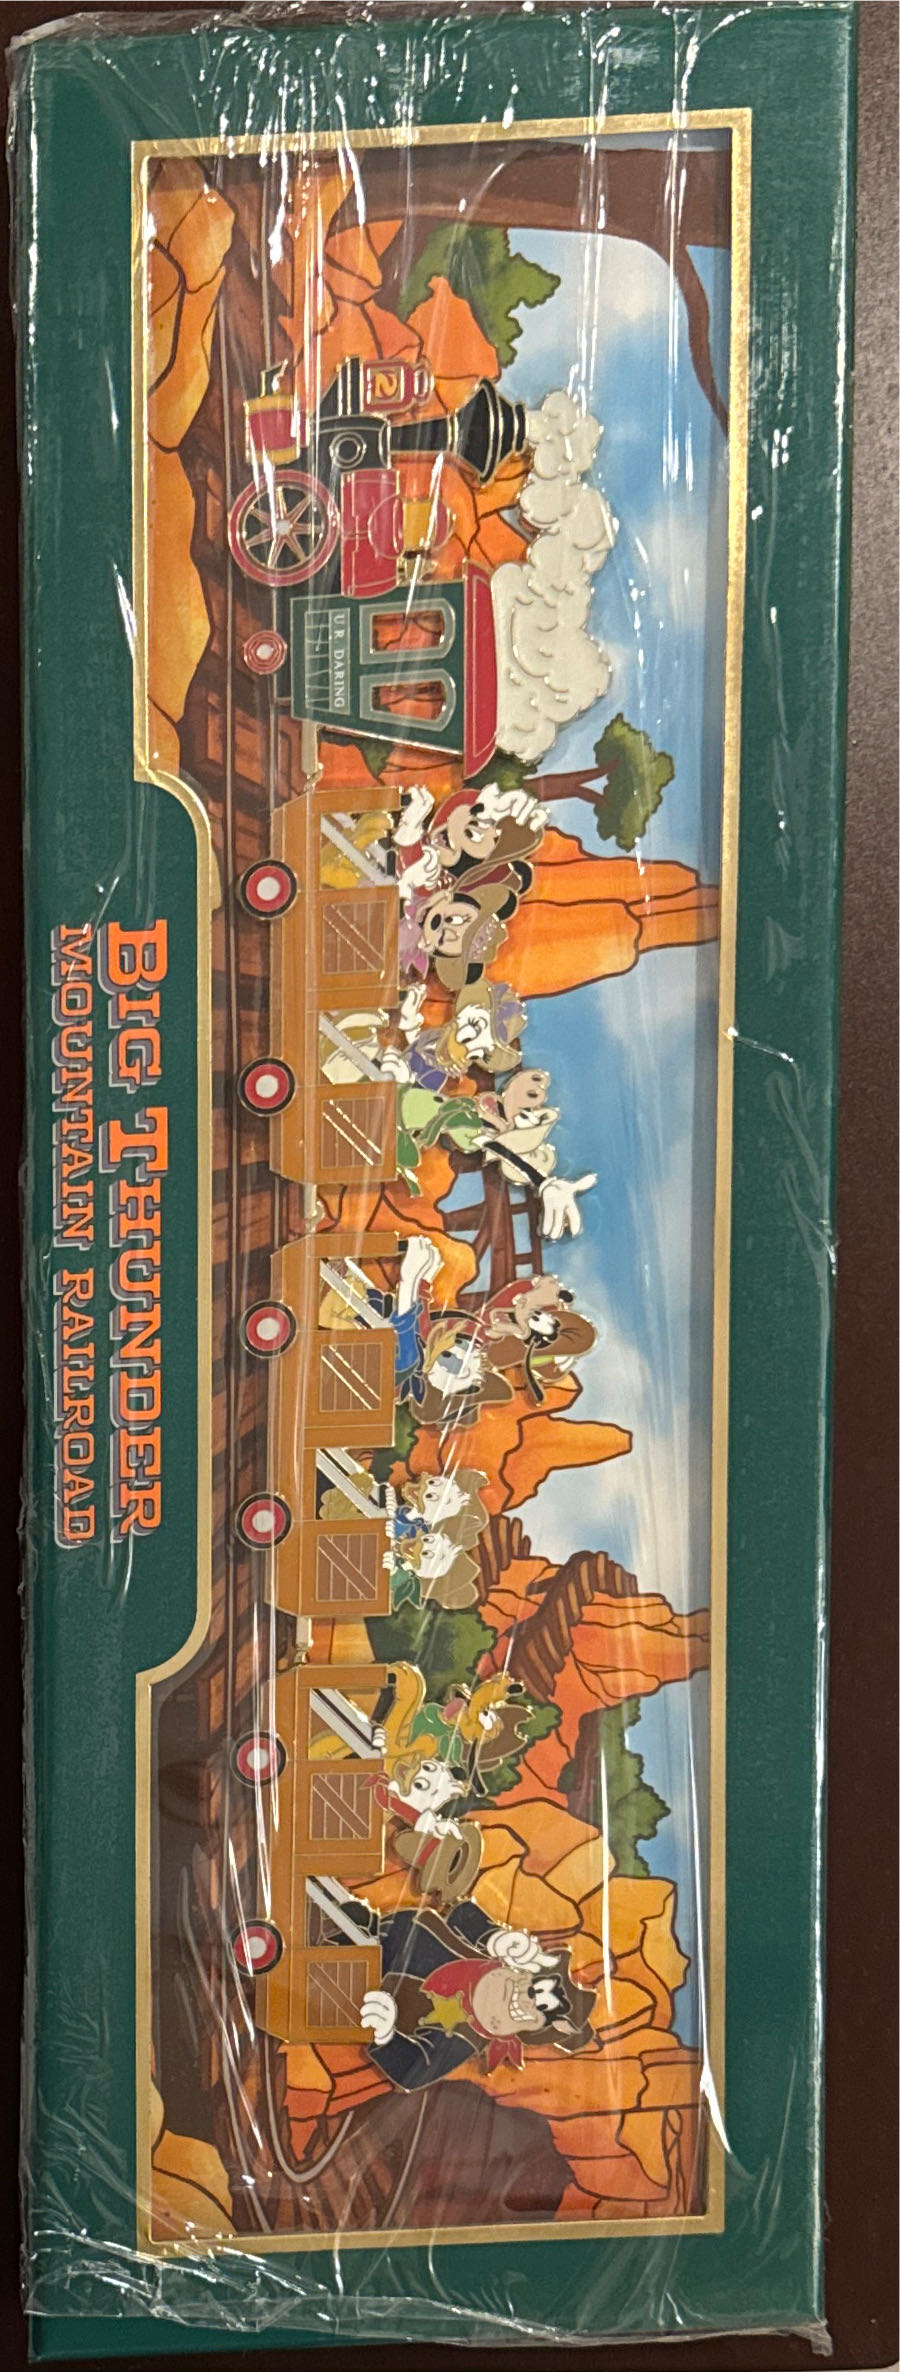 2
U.R. DARING
BIG THUNDER
MOUNTAIN RAILROAD